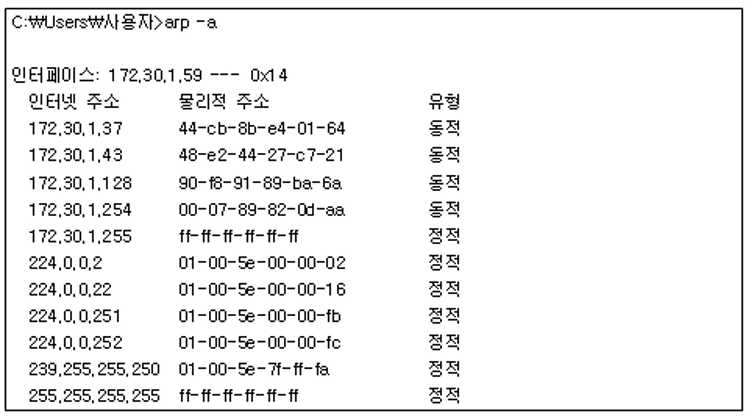 C:₩Users₩사용자>arp -a
인터페이스: 172,30,1,59 --- 0x14
인터넷 주소 물리적 주소 유형
172,30,1,37 44-cb-8b-e4-01-64 동적
172,30,1,43 48-e2-44-27-c7-21 동적
172,30,1,128 90-f8-91-89-ba-6a 동적
172,30,1,254 00-07-89-82-0d-aa 동적
172,30,1,255 ff-ff-ff-ff-ff-ff 정적
224,0,0,2 01-00-5e-00-00-02 정적
224,0,0,22 01-00-5e-00-00-16 정적
224,0,0,251 01-00-5e-00-00-fb 정적
224,0,0,252 01-00-5e-00-00-fc 정적
239,255,255,250 01-00-5e-7f-ff-fa 정적
255,255,255,255 ff-ff-ff-ff-ff-ff 정적